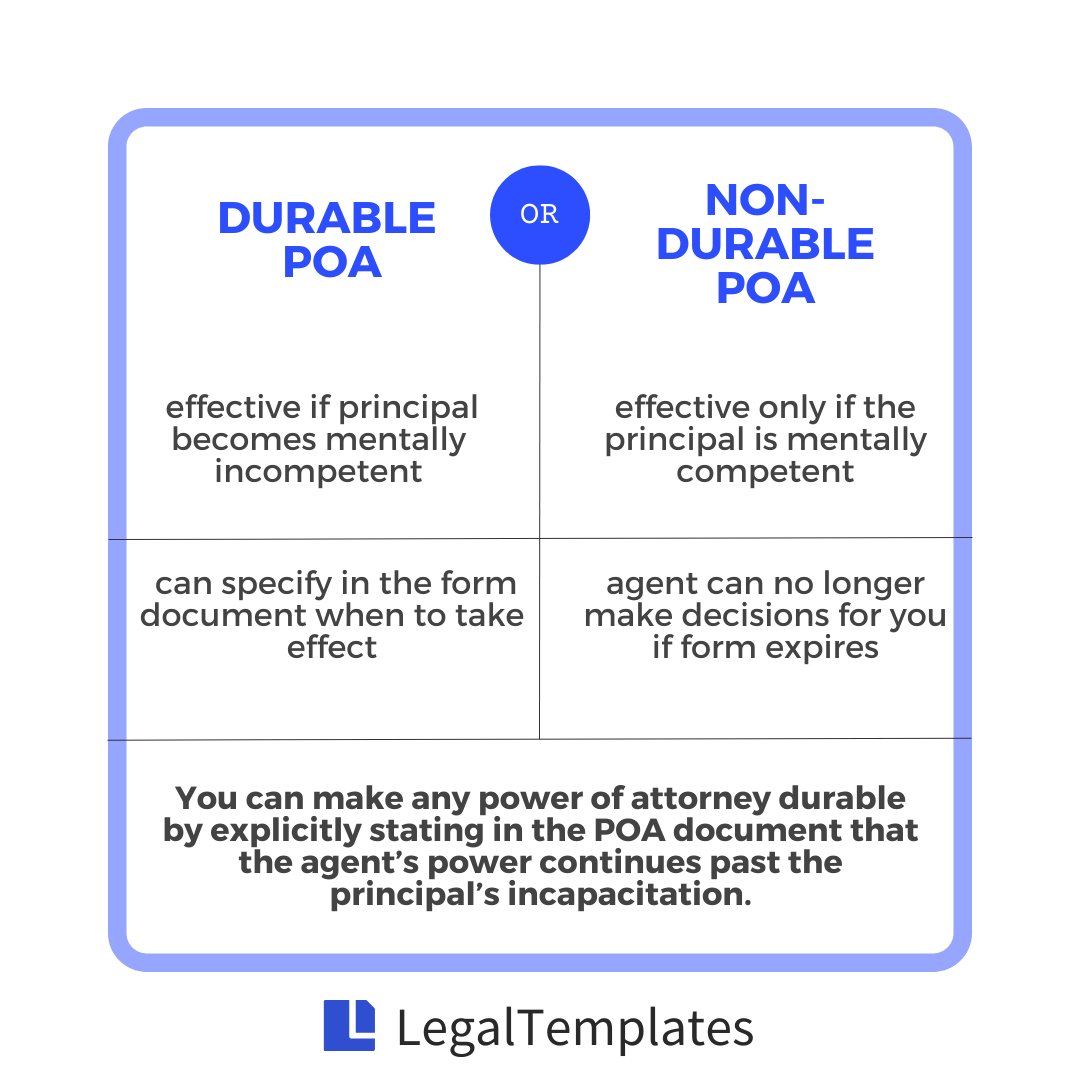 DURABLE
POA
OR
NON-
DURABLE
POA
effective if principal
becomes mentally
incompetent
effective only if the
principal is mentally
competent
can specify in the form
document when to take
effect
agent can no longer
make decisions for you
if form expires
You can make any power of attorney durable
by explicitly stating in the POA document that
the agent’s power continues past the
principal’s incapacitation.
LegalTemplates